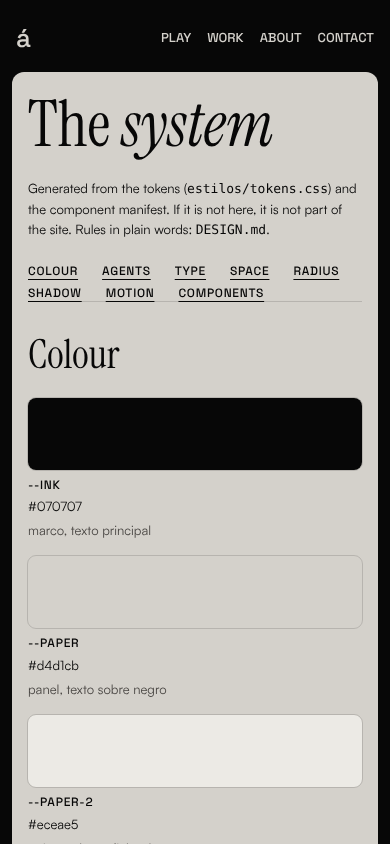 á
PLAY WORK ABOUT CONTACT
The system
Generated from the tokens (estilos/tokens.css) and
the component manifest. If it is not here, it is not part of
the site. Rules in plain words: DESIGN.md.
COLOUR AGENTS TYPE SPACE RADIUS
SHADOW MOTION COMPONENTS
Colour
--INK
#070707
marco, texto principal
--PAPER
#d4d1cb
panel, texto sobre negro
--PAPER-2
#eceae5